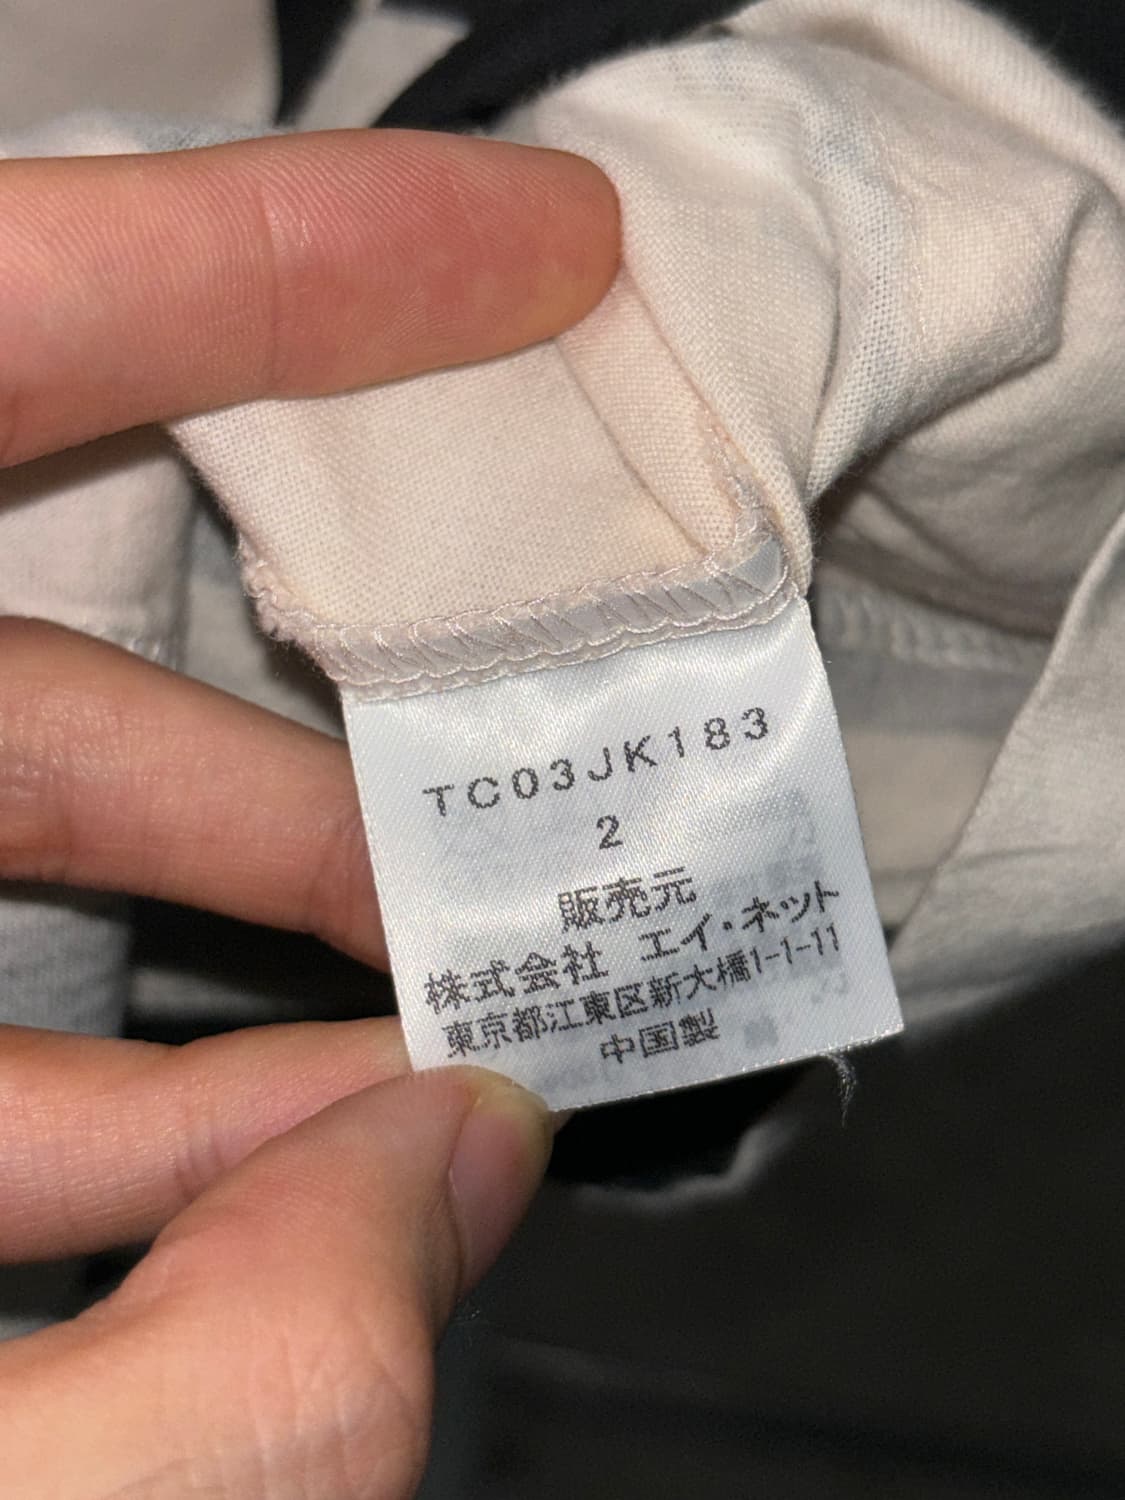 TC03JK183
2
販売元
株式会社 エイ・ネット
東京都江東区新大橋1-1-11
中国製